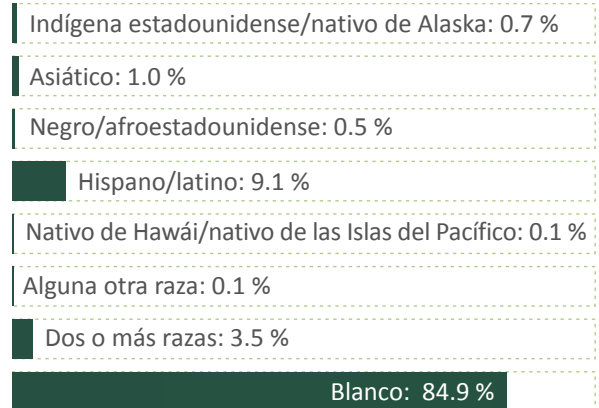 Indígena estadounidense/nativo de Alaska: 0.7 %
Asiático: 1.0 %
Negro/afroestadounidense: 0.5 %
Hispano/latino: 9.1 %
Nativo de Hawái/nativo de las Islas del Pacífico: 0.1 %
Alguna otra raza: 0.1 %
Dos o más razas: 3.5 %
Blanco: 84.9 %